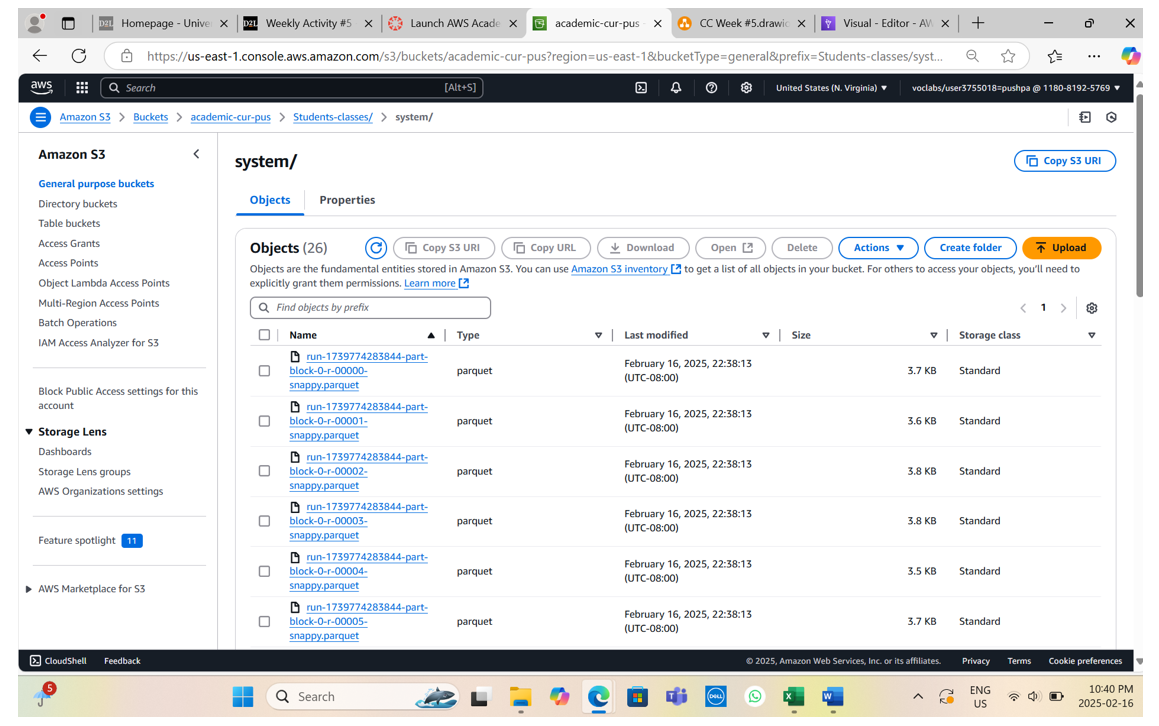 Homepage - Unive
Weekly Activity #5
Launch AWS Acade
academic-cur-pus
CC Week #5.drawic
Visual - Editor - AW
https://us-east-1.console.aws.amazon.com/s3/buckets/academic-cur-pus?region=us-east-1&bucketType=general&prefix=Students-classes/syst...
aws
Search
[Alt+S]
United States (N. Virginia)
voclabs/user3755018=pushpa @ 1180-8192-5769
Amazon S3 > Buckets > academic-cur-pus > Students-classes/ > system/
Amazon S3
General purpose buckets
Directory buckets
Table buckets
Access Grants
Access Points
Object Lambda Access Points
Multi-Region Access Points
Batch Operations
IAM Access Analyzer for S3
Block Public Access settings for this
account
Storage Lens
Dashboards
Storage Lens groups
AWS Organizations settings
Feature spotlight 11
AWS Marketplace for S3
system/
Copy S3 URI
Objects
Properties
Objects (26)
Copy S3 URI
Copy URL
Download
Open
Delete
Actions
Create folder
Upload
Objects are the fundamental entities stored in Amazon S3. You can use Amazon S3 inventory to get a list of all objects in your bucket. For others to access your objects, you'll need to
explicitly grant them permissions. Learn more
Find objects by prefix
1
Name
Type
Last modified
Size
Storage class
run-1739774283844-part-
block-0-r-00000-
snappy.parquet
parquet
February 16, 2025, 22:38:13
(UTC-08:00)
3.7 KB
Standard
run-1739774283844-part-
block-0-r-00001-
snappy.parquet
parquet
February 16, 2025, 22:38:13
(UTC-08:00)
3.6 KB
Standard
run-1739774283844-part-
block-0-r-00002-
snappy.parquet
parquet
February 16, 2025, 22:38:13
(UTC-08:00)
3.8 KB
Standard
run-1739774283844-part-
block-0-r-00003-
snappy.parquet
parquet
February 16, 2025, 22:38:13
(UTC-08:00)
3.8 KB
Standard
run-1739774283844-part-
block-0-r-00004-
snappy.parquet
parquet
February 16, 2025, 22:38:13
(UTC-08:00)
3.5 KB
Standard
run-1739774283844-part-
block-0-r-00005-
snappy.parquet
parquet
February 16, 2025, 22:38:13
(UTC-08:00)
3.7 KB
Standard
CloudShell
Feedback
© 2025, Amazon Web Services, Inc. or its affiliates.
Privacy
Terms
Cookie preferences
5
Search
DELL
ENG
US
10:40 PM
2025-02-16